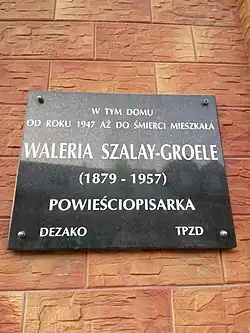 W TYM DOMU
OD ROKU 1947 AŻ DO ŚMIERCI MIESZKAŁA
WALERIA SZALAY-GROELE
(1879 - 1957)
POWIEŚCIOPISARKA
DEZAKO TPZD